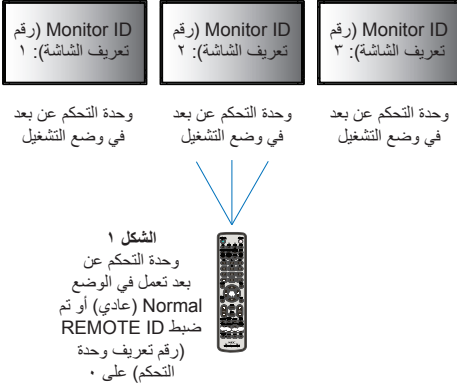 Monitor ID (رقم
تعريف الشاشة): ١
Monitor ID (رقم
تعريف الشاشة): ٢
Monitor ID (رقم
تعريف الشاشة): ٣
وحدة التحكم عن بعد
في وضع التشغيل
وحدة التحكم عن بعد
في وضع التشغيل
وحدة التحكم عن بعد
في وضع التشغيل
الشكل ١
وحدة التحكم عن
بعد تعمل في الوضع
Normal (عادي) أو تم
ضبط REMOTE ID
(رقم تعريف وحدة
التحكم) على ٠